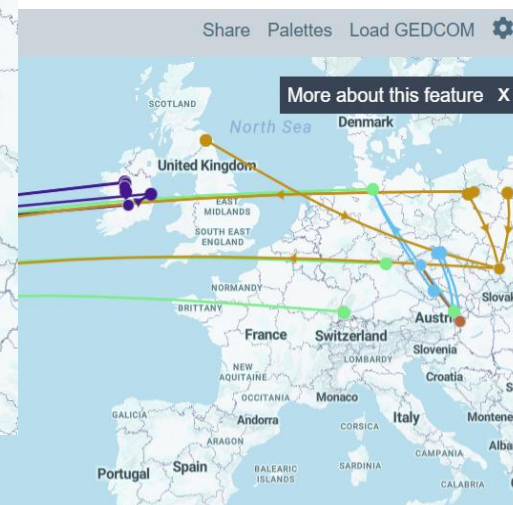 Share Palettes Load GEDCOM
More about this feature X
SCOTLAND
North Sea
Denmark
United Kingdom
EAST
MIDLANDS
SOUTH EAST
ENGLAND
NORMANDY
BRITTANY
Slovak
Austri
France
Switzerland
Slovenia
LOMBARDY
Croatia
NEW
AQUITAINE
OCCITANIA
Monaco
GALICIA
Andorra
CORSICA
Italy
Montene
ARAGON
Alba
CAMPANIA
Portugal
Spain
BALEARIC
ISLANDS
SARDINIA
CALABRIA